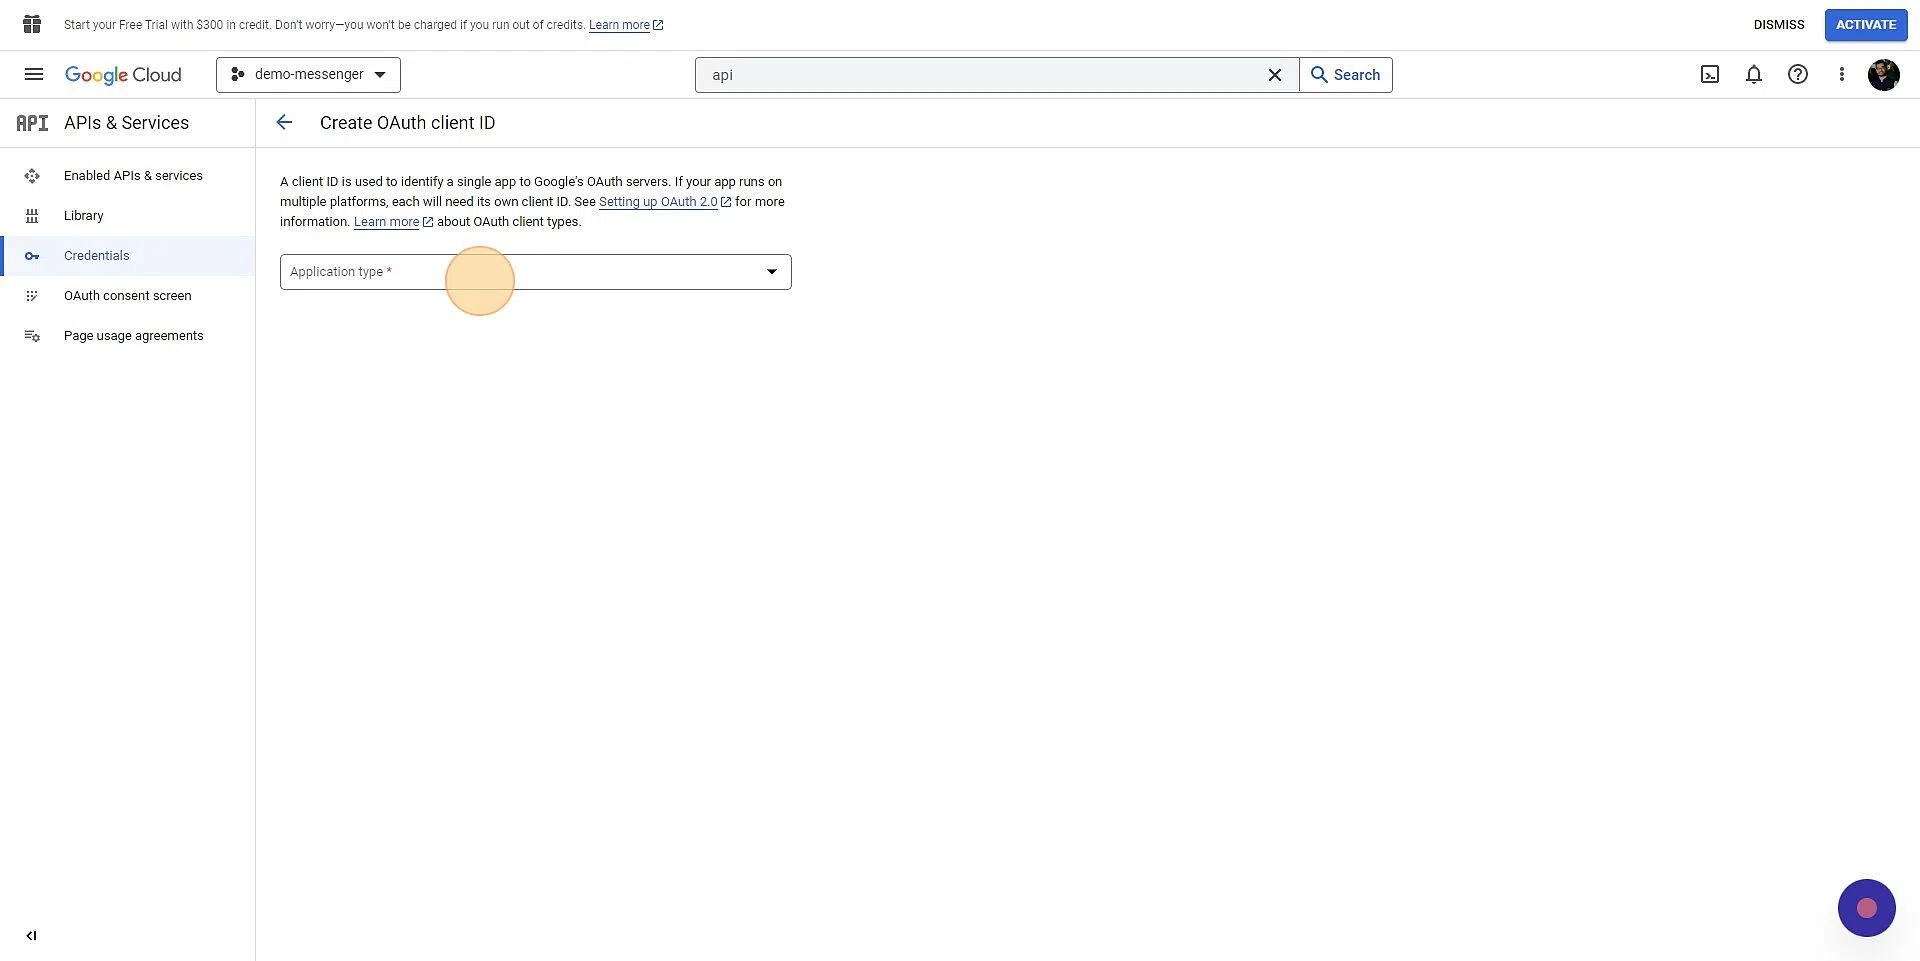 Start your Free Trial with $300 in credit. Don't worry—you won't be charged if you run out of credits. Learn more
DISMISS
ACTIVATE
Google Cloud
demo-messenger
api
Search
API
APIs & Services
Create OAuth client ID
Enabled APIs & services
Library
Credentials
OAuth consent screen
Page usage agreements
A client ID is used to identify a single app to Google's OAuth servers. If your app runs on
multiple platforms, each will need its own client ID. See Setting up OAuth 2.0 for more
information. Learn more about OAuth client types.
Application type *